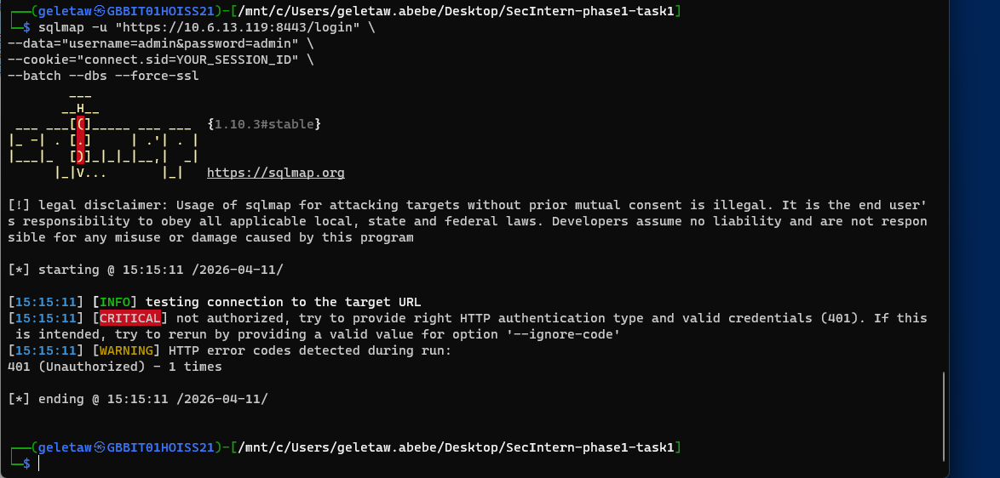 ┌──(geletaw㉿GBBIT01HOISS21)-[/mnt/c/Users/geletaw.abebe/Desktop/SecIntern-phase1-task1]
└─$ sqlmap -u "https://10.6.13.119:8443/login" \
--data="username=admin&password=admin" \
--cookie="connect.sid=YOUR_SESSION_ID" \
--batch --dbs --force-ssl
        ___
       __H__
 ___ ___[(]_____ ___ ___  {1.10.3#stable}
|_ -| . [.]     | .'| . |
|___|_  [)]_|_|_|__,|  _|
      |_|V...       |_|   https://sqlmap.org
[!] legal disclaimer: Usage of sqlmap for attacking targets without prior mutual consent is illegal. It is the end user'
s responsibility to obey all applicable local, state and federal laws. Developers assume no liability and are not respon
sible for any misuse or damage caused by this program
[*] starting @ 15:15:11 /2026-04-11/
[15:15:11] [INFO] testing connection to the target URL
[15:15:11] [CRITICAL] not authorized, try to provide right HTTP authentication type and valid credentials (401). If this
 is intended, try to rerun by providing a valid value for option '--ignore-code'
[15:15:11] [WARNING] HTTP error codes detected during run:
401 (Unauthorized) - 1 times
[*] ending @ 15:15:11 /2026-04-11/
┌──(geletaw㉿GBBIT01HOISS21)-[/mnt/c/Users/geletaw.abebe/Desktop/SecIntern-phase1-task1]
└─$